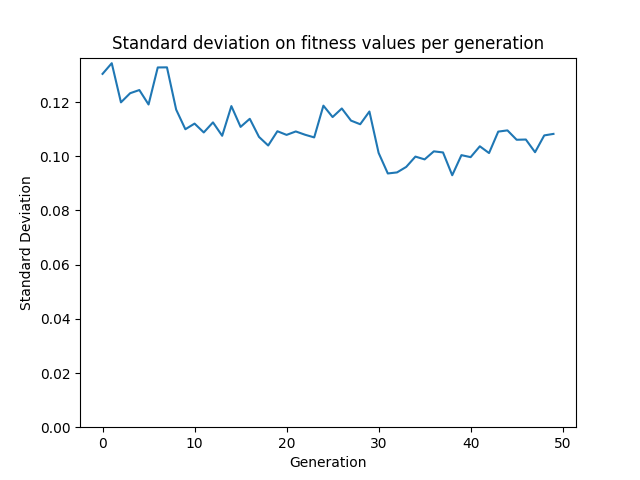 Standard deviation on fitness values per generation
Standard Deviation
0.12
0.10
0.08
0.06
0.04
0.02
0.00
0 10 20 30 40 50
Generation